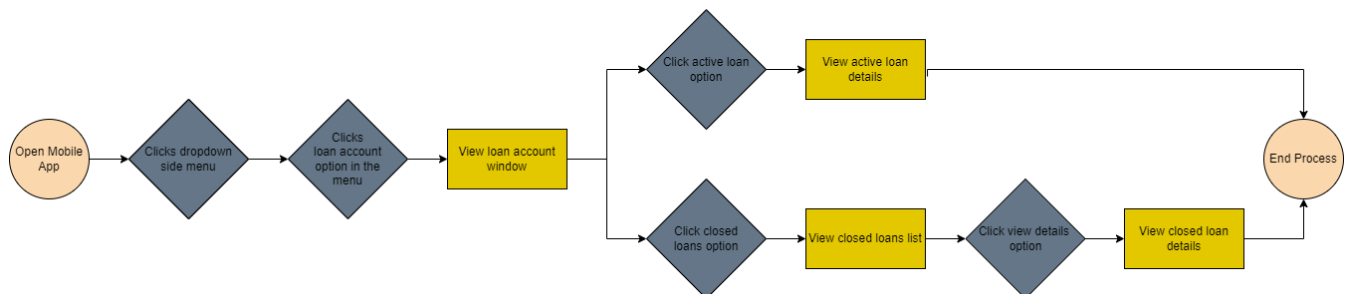 Open Mobile
App
Clicks dropdown
side menu
Clicks
loan account
option in the
menu
View loan account
window
Click active loan
option
View active loan
details
Click closed
loans option
View closed loans list
Click view details
option
View closed loan
details
End Process